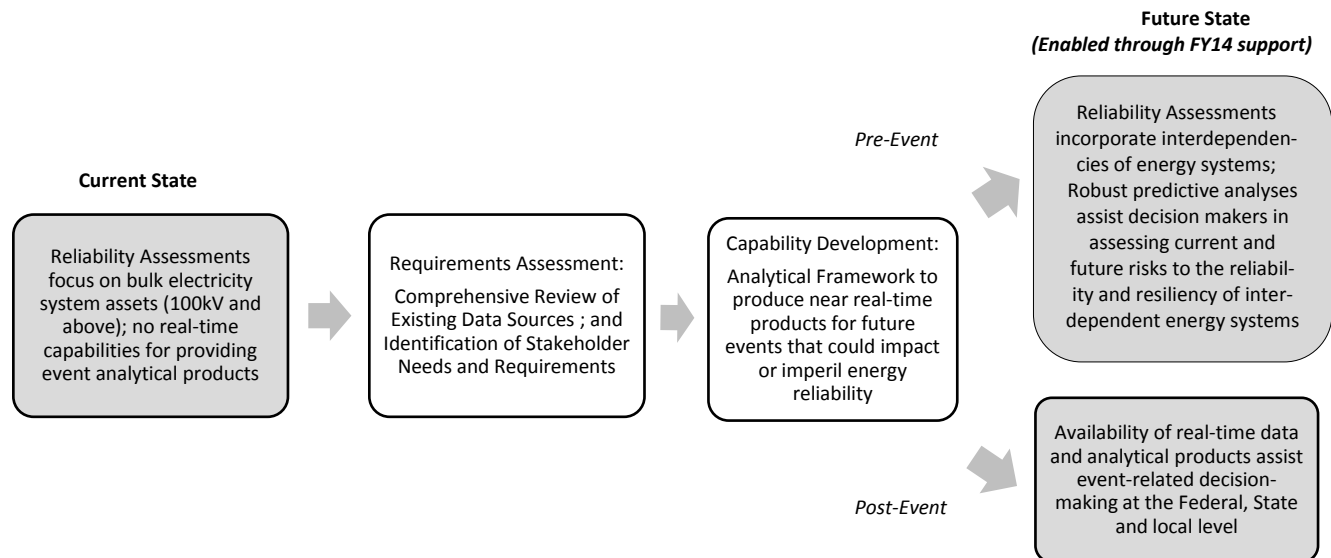 Current State
Reliability Assessments
focus on bulk electricity
system assets (100kV and
above); no real-time
capabilities for providing
event analytical products
Requirements Assessment:
Comprehensive Review of
Existing Data Sources ; and
Identification of Stakeholder
Needs and Requirements
Capability Development:
Analytical Framework to
produce near real-time
products for future
events that could impact
or imperil energy
reliability
Pre-Event
Post-Event
Future State
(Enabled through FY14 support)
Reliability Assessments
incorporate interdependen-
cies of energy systems;
Robust predictive analyses
assist decision makers in
assessing current and
future risks to the reliabil-
ity and resiliency of inter-
dependent energy systems
Availability of real-time data
and analytical products assist
event-related decision-
making at the Federal, State
and local level